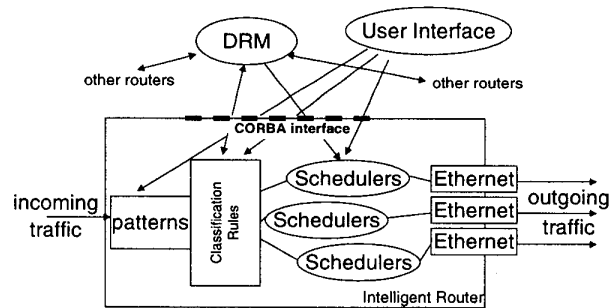 DRM
User Interface
other routers
other routers
CORBA interface
incoming
traffic
patterns
Classification
Rules
Schedulers
Schedulers
Schedulers
Ethernet
Ethernet
Ethernet
outgoing
traffic
Intelligent Router